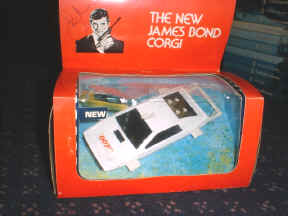 THE NEW
JAMES BOND
CORGI
NEW
007